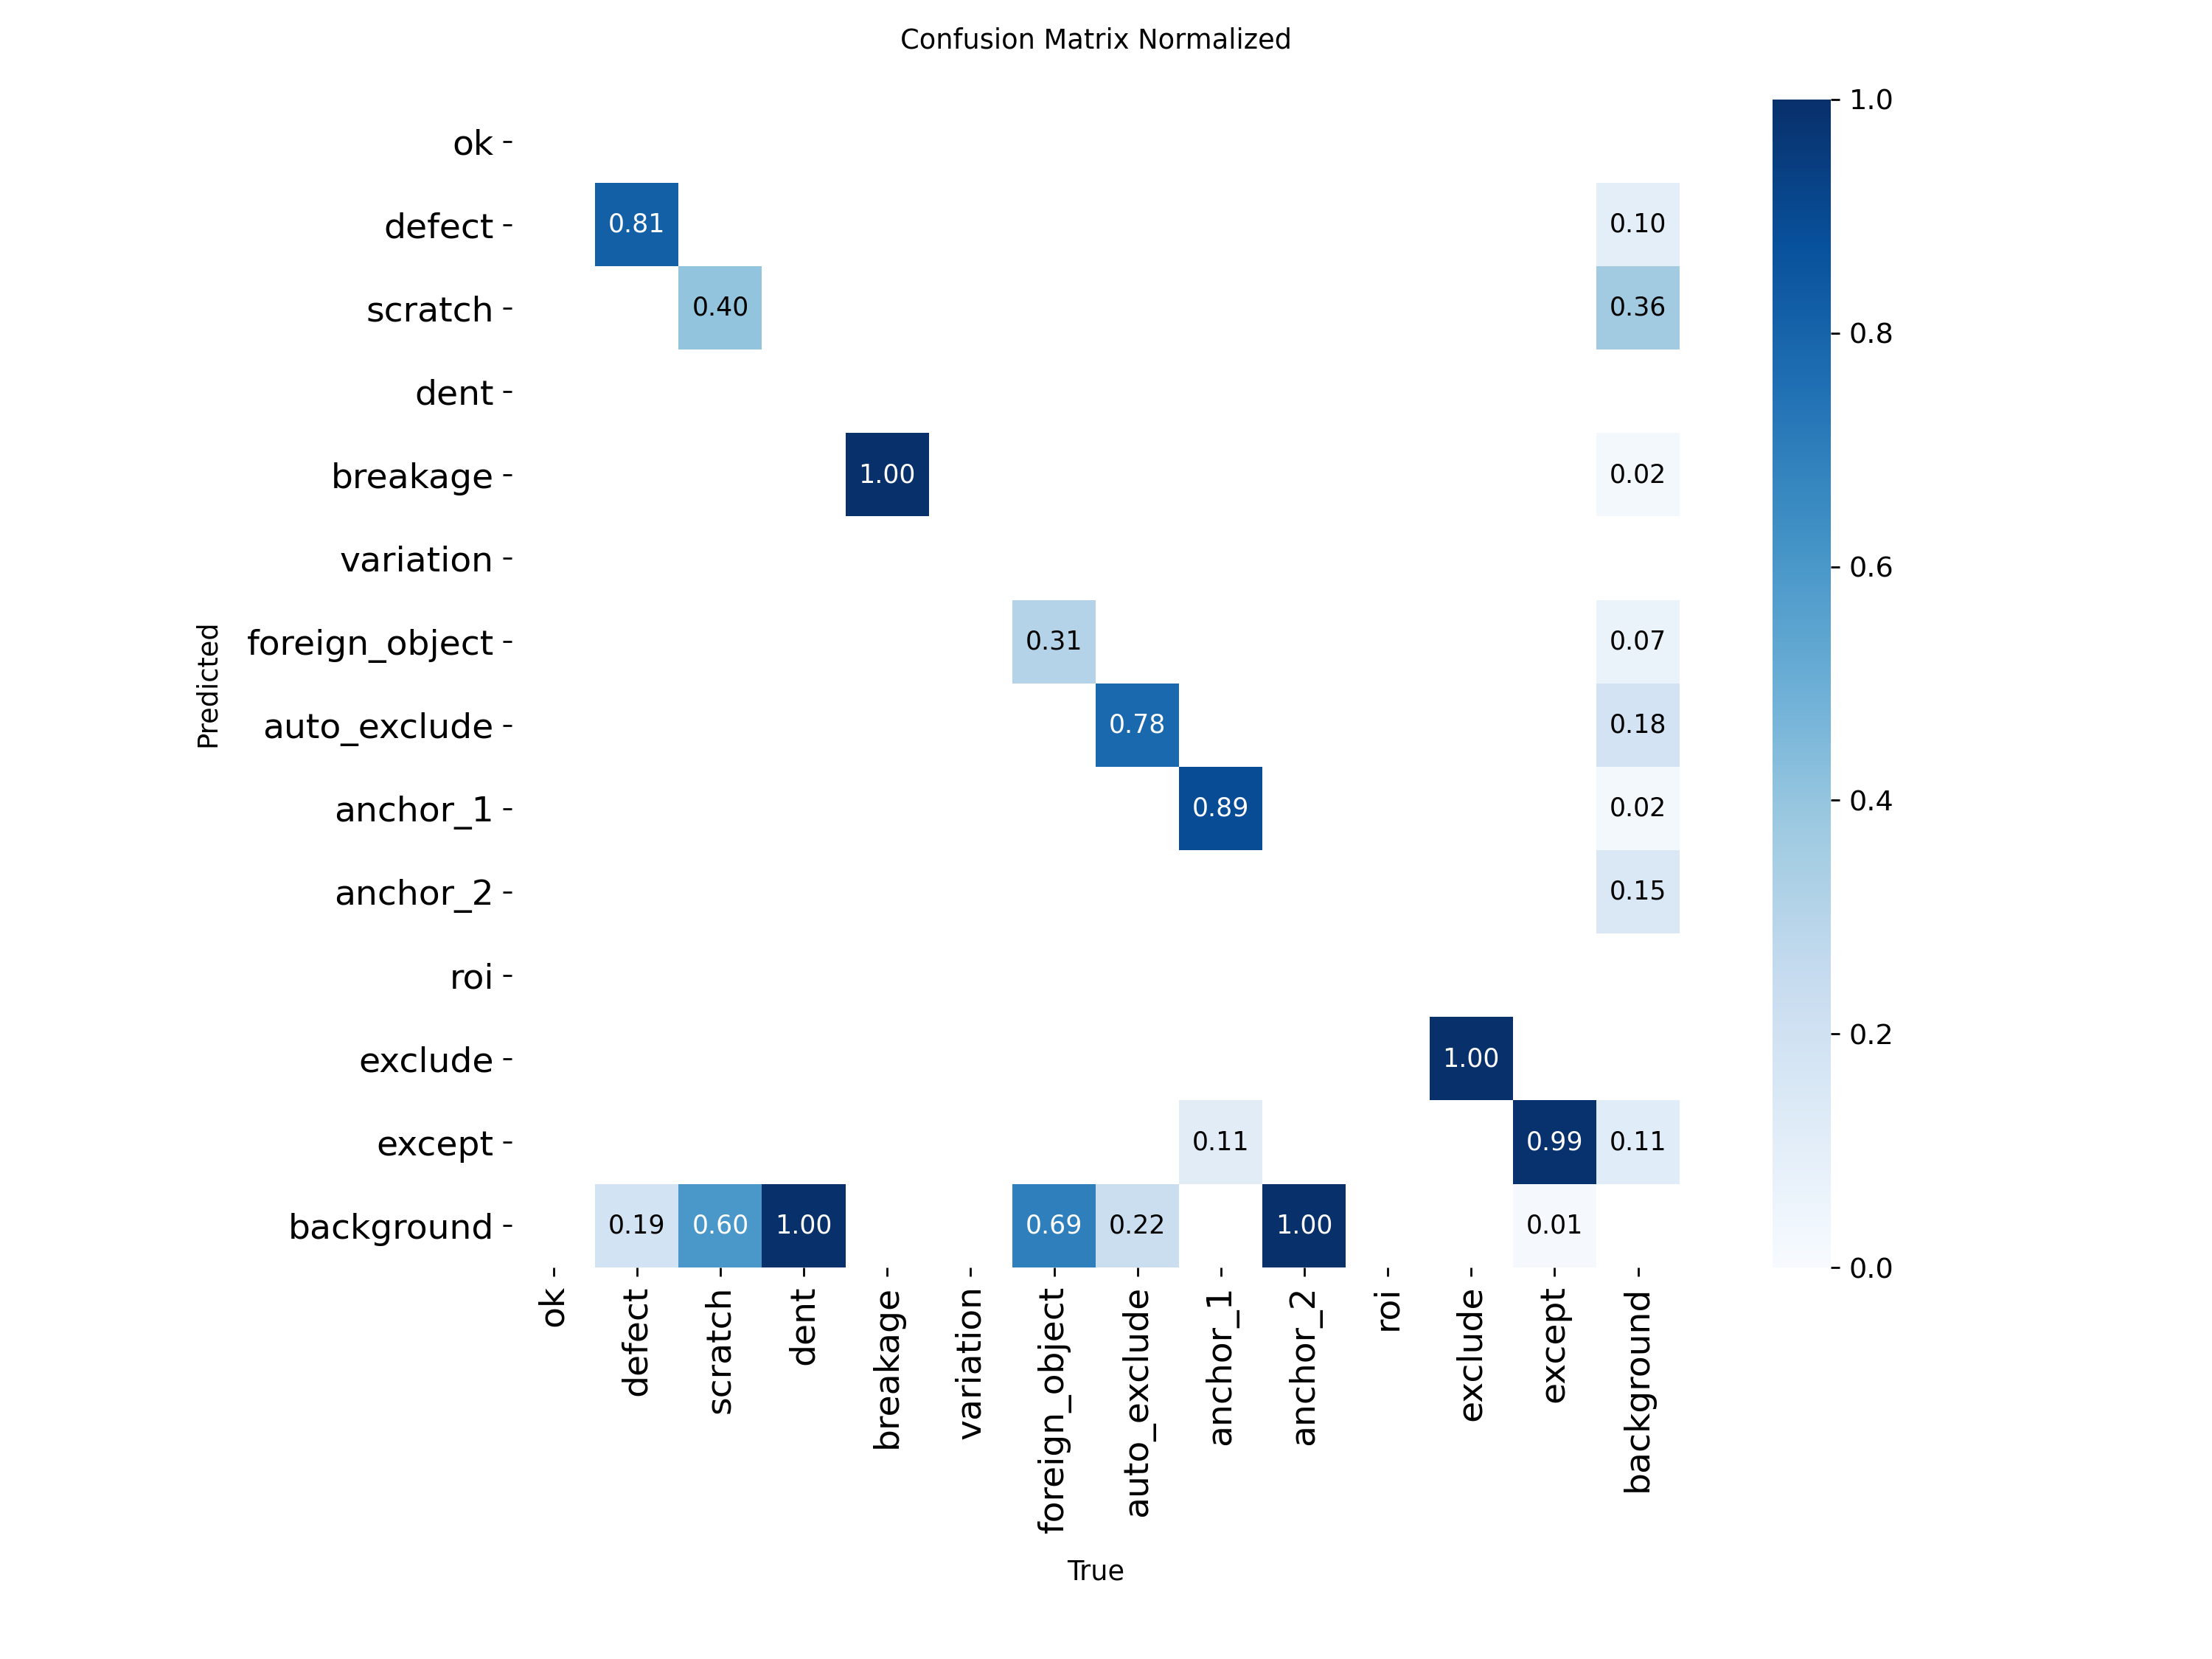 Confusion Matrix Normalized
1.0
ok
defect 0.81 0.10
scratch 0.40 0.36
0.8
dent
breakage 1.00 0.02
variation
0.6
Predicted
foreign_object 0.31 0.07
auto_exclude 0.78 0.18
anchor_1 0.89 0.02
0.4
anchor_2 0.15
roi
0.2
exclude 1.00
except 0.11 0.99 0.11
background 0.19 0.60 1.00 0.69 0.22 1.00 0.01
0.0
ok
defect
scratch
dent
breakage
variation
foreign_object
auto_exclude
anchor_1
anchor_2
roi
exclude
except
background
True